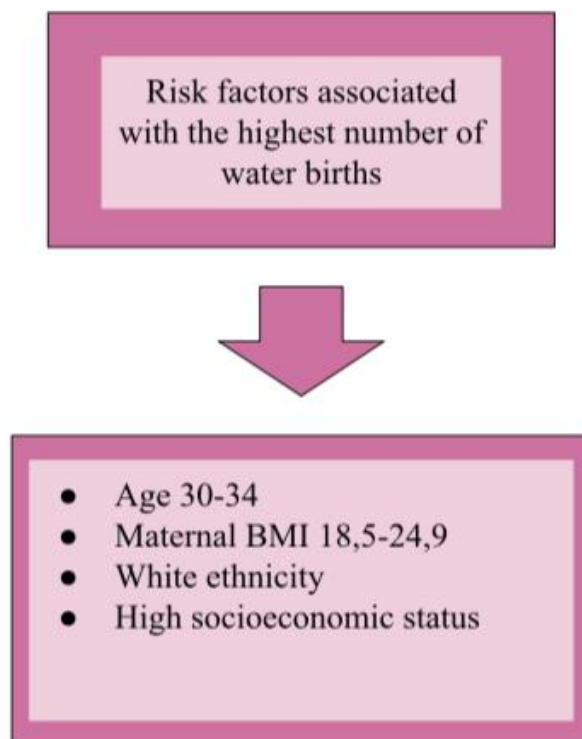 Risk factors associated
with the highest number of
water births
● Age 30-34
● Maternal BMI 18,5-24,9
● White ethnicity
● High socioeconomic status